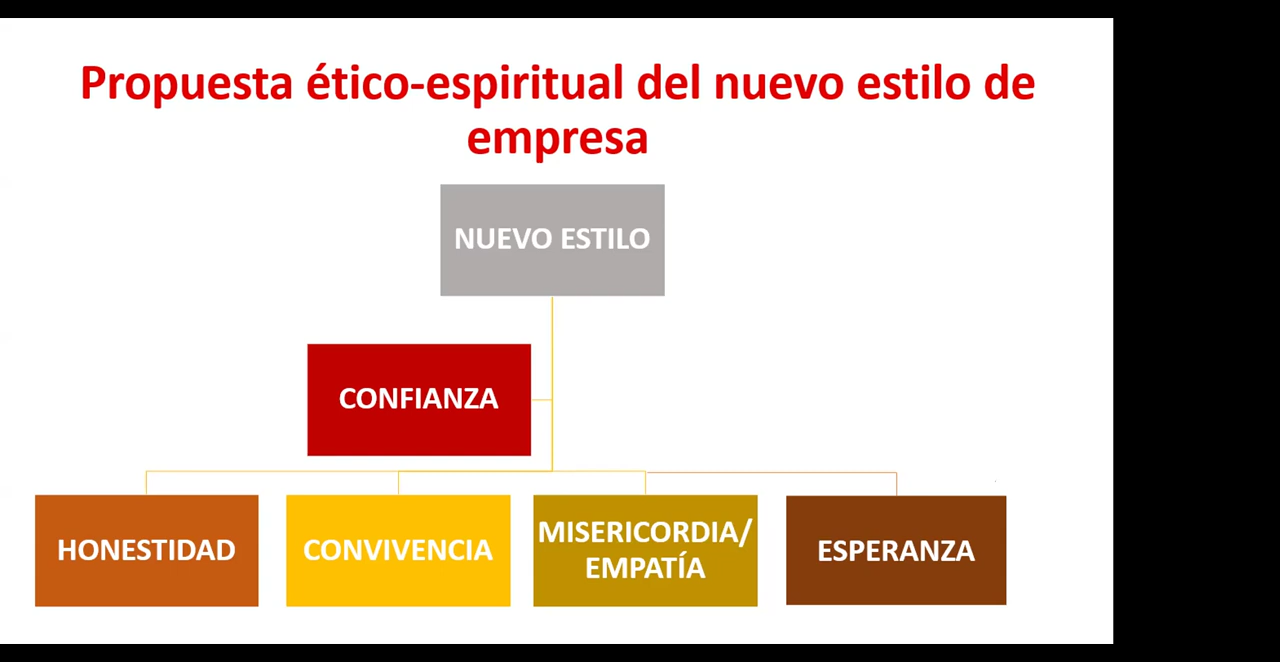 Propuesta ético-espiritual del nuevo estilo de
empresa
NUEVO ESTILO
CONFIANZA
HONESTIDAD
CONVIVENCIA
MISERICORDIA/
EMPATÍA
ESPERANZA